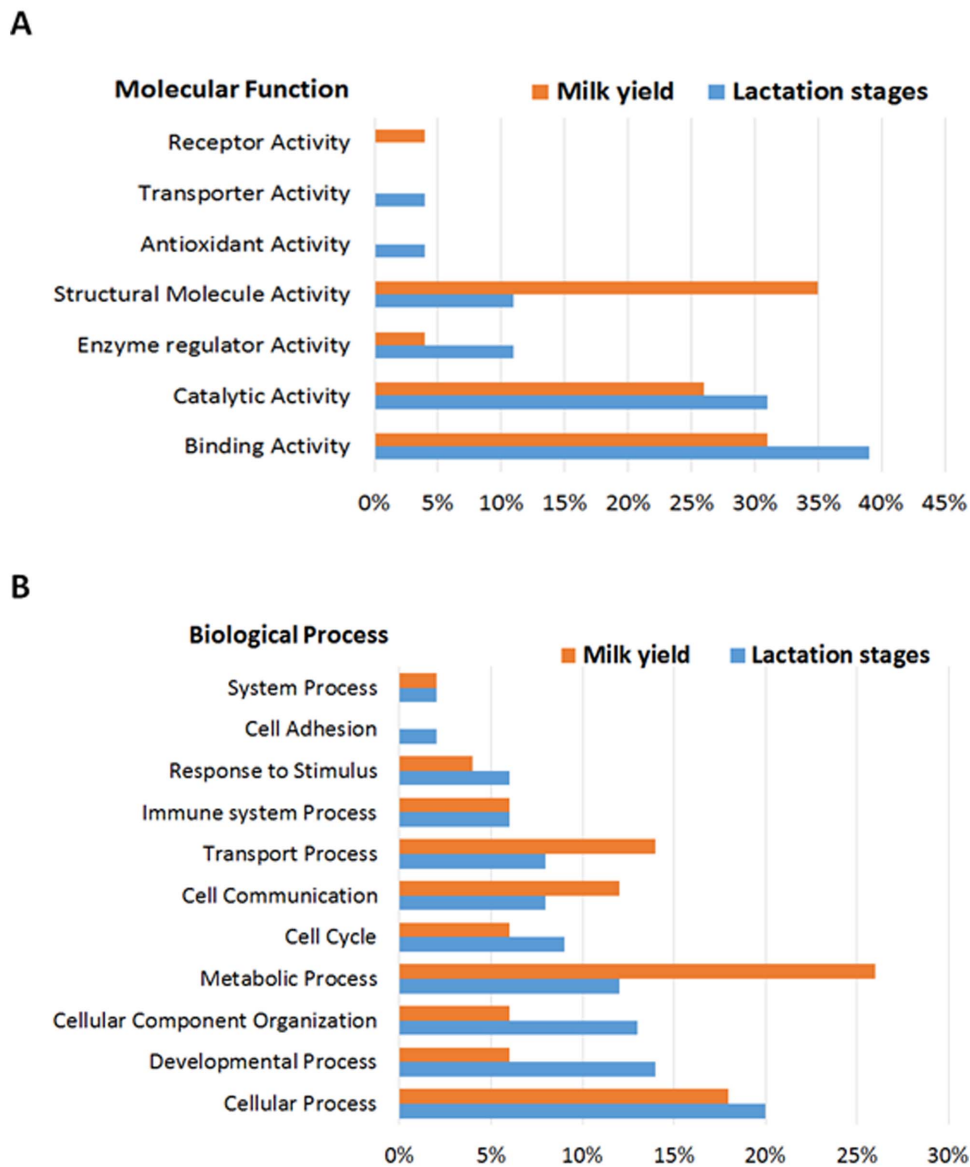 A
Molecular Function
Milk yield Lactation stages
Receptor Activity
Transporter Activity
Antioxidant Activity
Structural Molecule Activity
Enzyme regulator Activity
Catalytic Activity
Binding Activity
0% 5% 10% 15% 20% 25% 30% 35% 40% 45%
B
Biological Process
Milk yield Lactation stages
System Process
Cell Adhesion
Response to Stimulus
Immune system Process
Transport Process
Cell Communication
Cell Cycle
Metabolic Process
Cellular Component Organization
Developmental Process
Cellular Process
0% 5% 10% 15% 20% 25% 30%